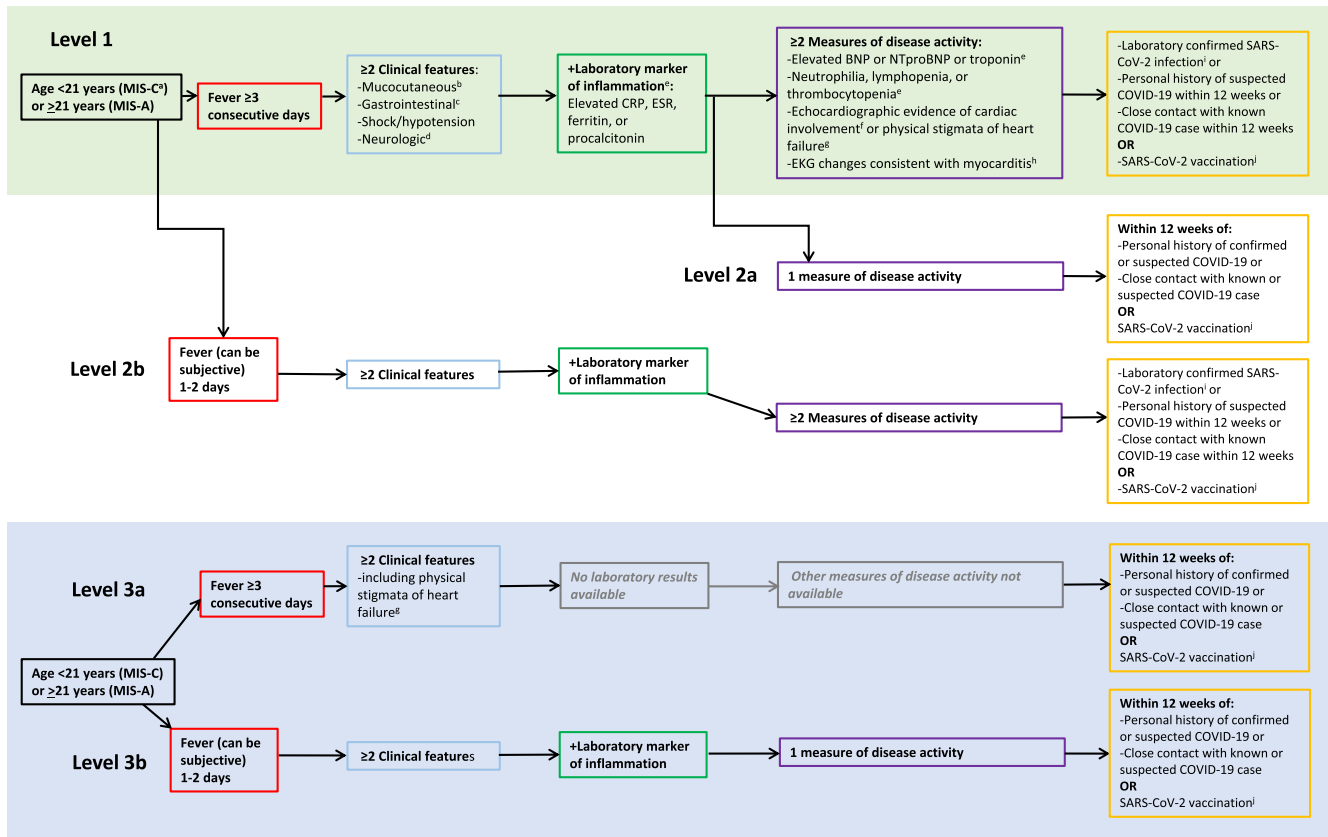 Level 1
Age <21 years (MIS-Cᵃ)
or ≥21 years (MIS-A)
Fever ≥3
consecutive days
≥2 Clinical features:
-Mucocutaneousᵇ
-Gastrointestinalᶜ
-Shock/hypotension
-Neurologicᵈ
+Laboratory marker
of inflammationᵉ:
Elevated CRP, ESR,
ferritin, or
procalcitonin
≥2 Measures of disease activity:
-Elevated BNP or NTproBNP or troponinᵉ
-Neutrophilia, lymphopenia, or
thrombocytopeniaᵉ
-Echocardiographic evidence of cardiac
involvementᶠ or physical stigmata of heart
failureᵍ
-EKG changes consistent with myocarditisʰ
-Laboratory confirmed SARS-
CoV-2 infectionⁱ or
-Personal history of suspected
COVID-19 within 12 weeks or
-Close contact with known
COVID-19 case within 12 weeks
OR
-SARS-CoV-2 vaccinationʲ
Level 2a
1 measure of disease activity
Within 12 weeks of:
-Personal history of confirmed
or suspected COVID-19 or
-Close contact with known or
suspected COVID-19 case
OR
SARS-CoV-2 vaccinationʲ
Level 2b
Fever (can be
subjective)
1-2 days
≥2 Clinical features
+Laboratory marker
of inflammation
≥2 Measures of disease activity
-Laboratory confirmed SARS-
CoV-2 infectionⁱ or
-Personal history of suspected
COVID-19 within 12 weeks or
-Close contact with known
COVID-19 case within 12 weeks
OR
-SARS-CoV-2 vaccinationʲ
Level 3a
Age <21 years (MIS-C)
or ≥21 years (MIS-A)
Fever ≥3
consecutive days
≥2 Clinical features
-including physical
stigmata of heart
failureᵍ
No laboratory results
available
Other measures of disease activity not
available
Within 12 weeks of:
-Personal history of confirmed
or suspected COVID-19 or
-Close contact with known or
suspected COVID-19 case
OR
SARS-CoV-2 vaccinationʲ
Level 3b
Fever (can be
subjective)
1-2 days
≥2 Clinical features
+Laboratory marker
of inflammation
1 measure of disease activity
Within 12 weeks of:
-Personal history of confirmed
or suspected COVID-19 or
-Close contact with known or
suspected COVID-19 case
OR
SARS-CoV-2 vaccinationʲ